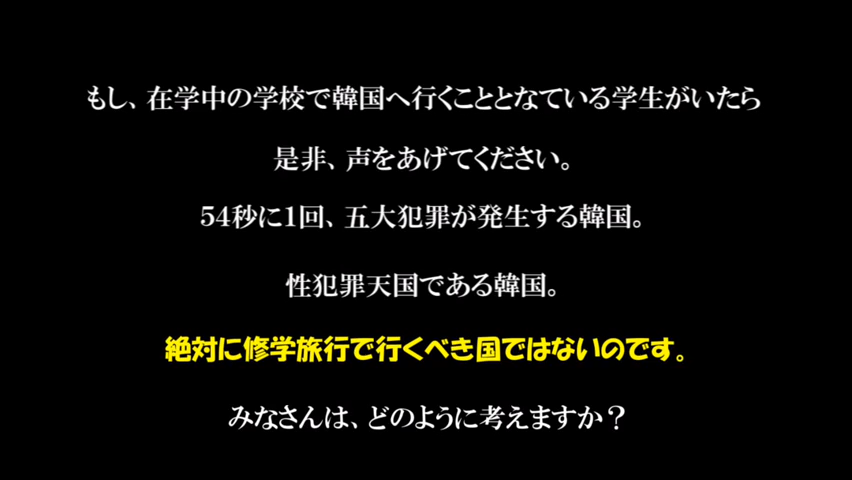 もし、在学中の学校で韓国へ行くこととなている学生がいたら
是非、声をあげてください。
54秒に1回、五大犯罪が発生する韓国。
性犯罪天国である韓国。
絶対に修学旅行で行くべき国ではないのです。
みなさんは、どのように考えますか？